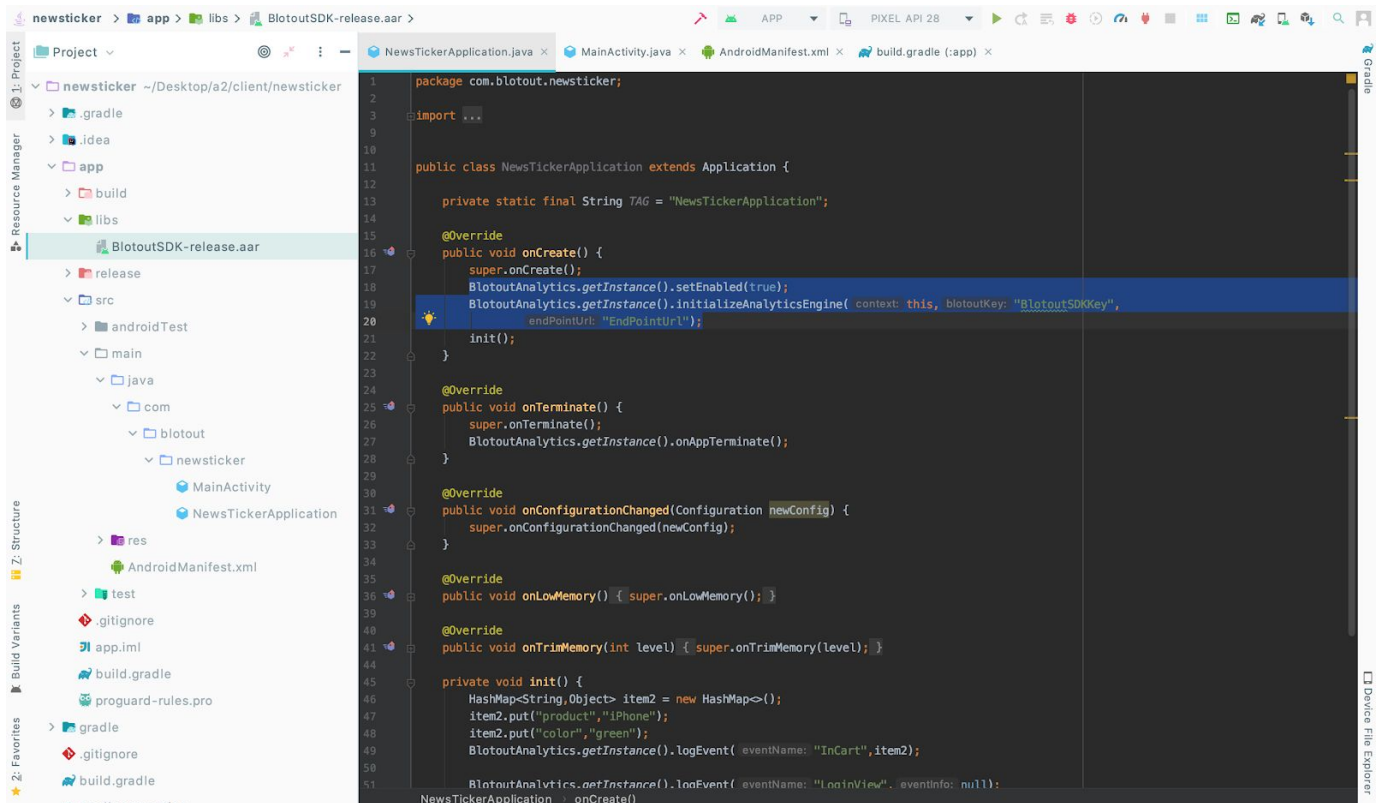 newsticker > app > libs > BlotoutSDK-release.aar >
APP
PIXEL API 28
1: Project
Resource Manager
Z: Structure
Build Variants
2: Favorites
Project
newsticker ~/Desktop/a2/client/newsticker
.gradle
.idea
app
build
libs
BlotoutSDK-release.aar
release
src
androidTest
main
java
com
blotout
newsticker
MainActivity
NewsTickerApplication
res
AndroidManifest.xml
test
.gitignore
app.iml
build.gradle
proguard-rules.pro
gradle
.gitignore
build.gradle
NewsTickerApplication.java × MainActivity.java × AndroidManifest.xml × build.gradle (:app) ×
1 package com.blotout.newsticker;
2
3 import ...
9
10
11 public class NewsTickerApplication extends Application {
12
13 private static final String TAG = "NewsTickerApplication";
14
15 @Override
16 public void onCreate() {
17 super.onCreate();
18 BlotoutAnalytics.getInstance().setEnabled(true);
19 BlotoutAnalytics.getInstance().initializeAnalyticsEngine( context: this, blotoutKey: "BlotoutSDKKey",
20 endPointUrl: "EndPointUrl");
21 init();
22 }
23
24 @Override
25 public void onTerminate() {
26 super.onTerminate();
27 BlotoutAnalytics.getInstance().onAppTerminate();
28 }
29
30 @Override
31 public void onConfigurationChanged(Configuration newConfig) {
32 super.onConfigurationChanged(newConfig);
33 }
34
35 @Override
36 public void onLowMemory() { super.onLowMemory(); }
39
40 @Override
41 public void onTrimMemory(int level) { super.onTrimMemory(level); }
44
45 private void init() {
46 HashMap<String,Object> item2 = new HashMap<>();
47 item2.put("product","iPhone");
48 item2.put("color","green");
49 BlotoutAnalytics.getInstance().logEvent( eventName: "InCart",item2);
50
51 BlotoutAnalytics.getInstance().logEvent( eventName: "LoginView", eventInfo: null);
NewsTickerApplication > onCreate()
Gradle
Device File Explorer